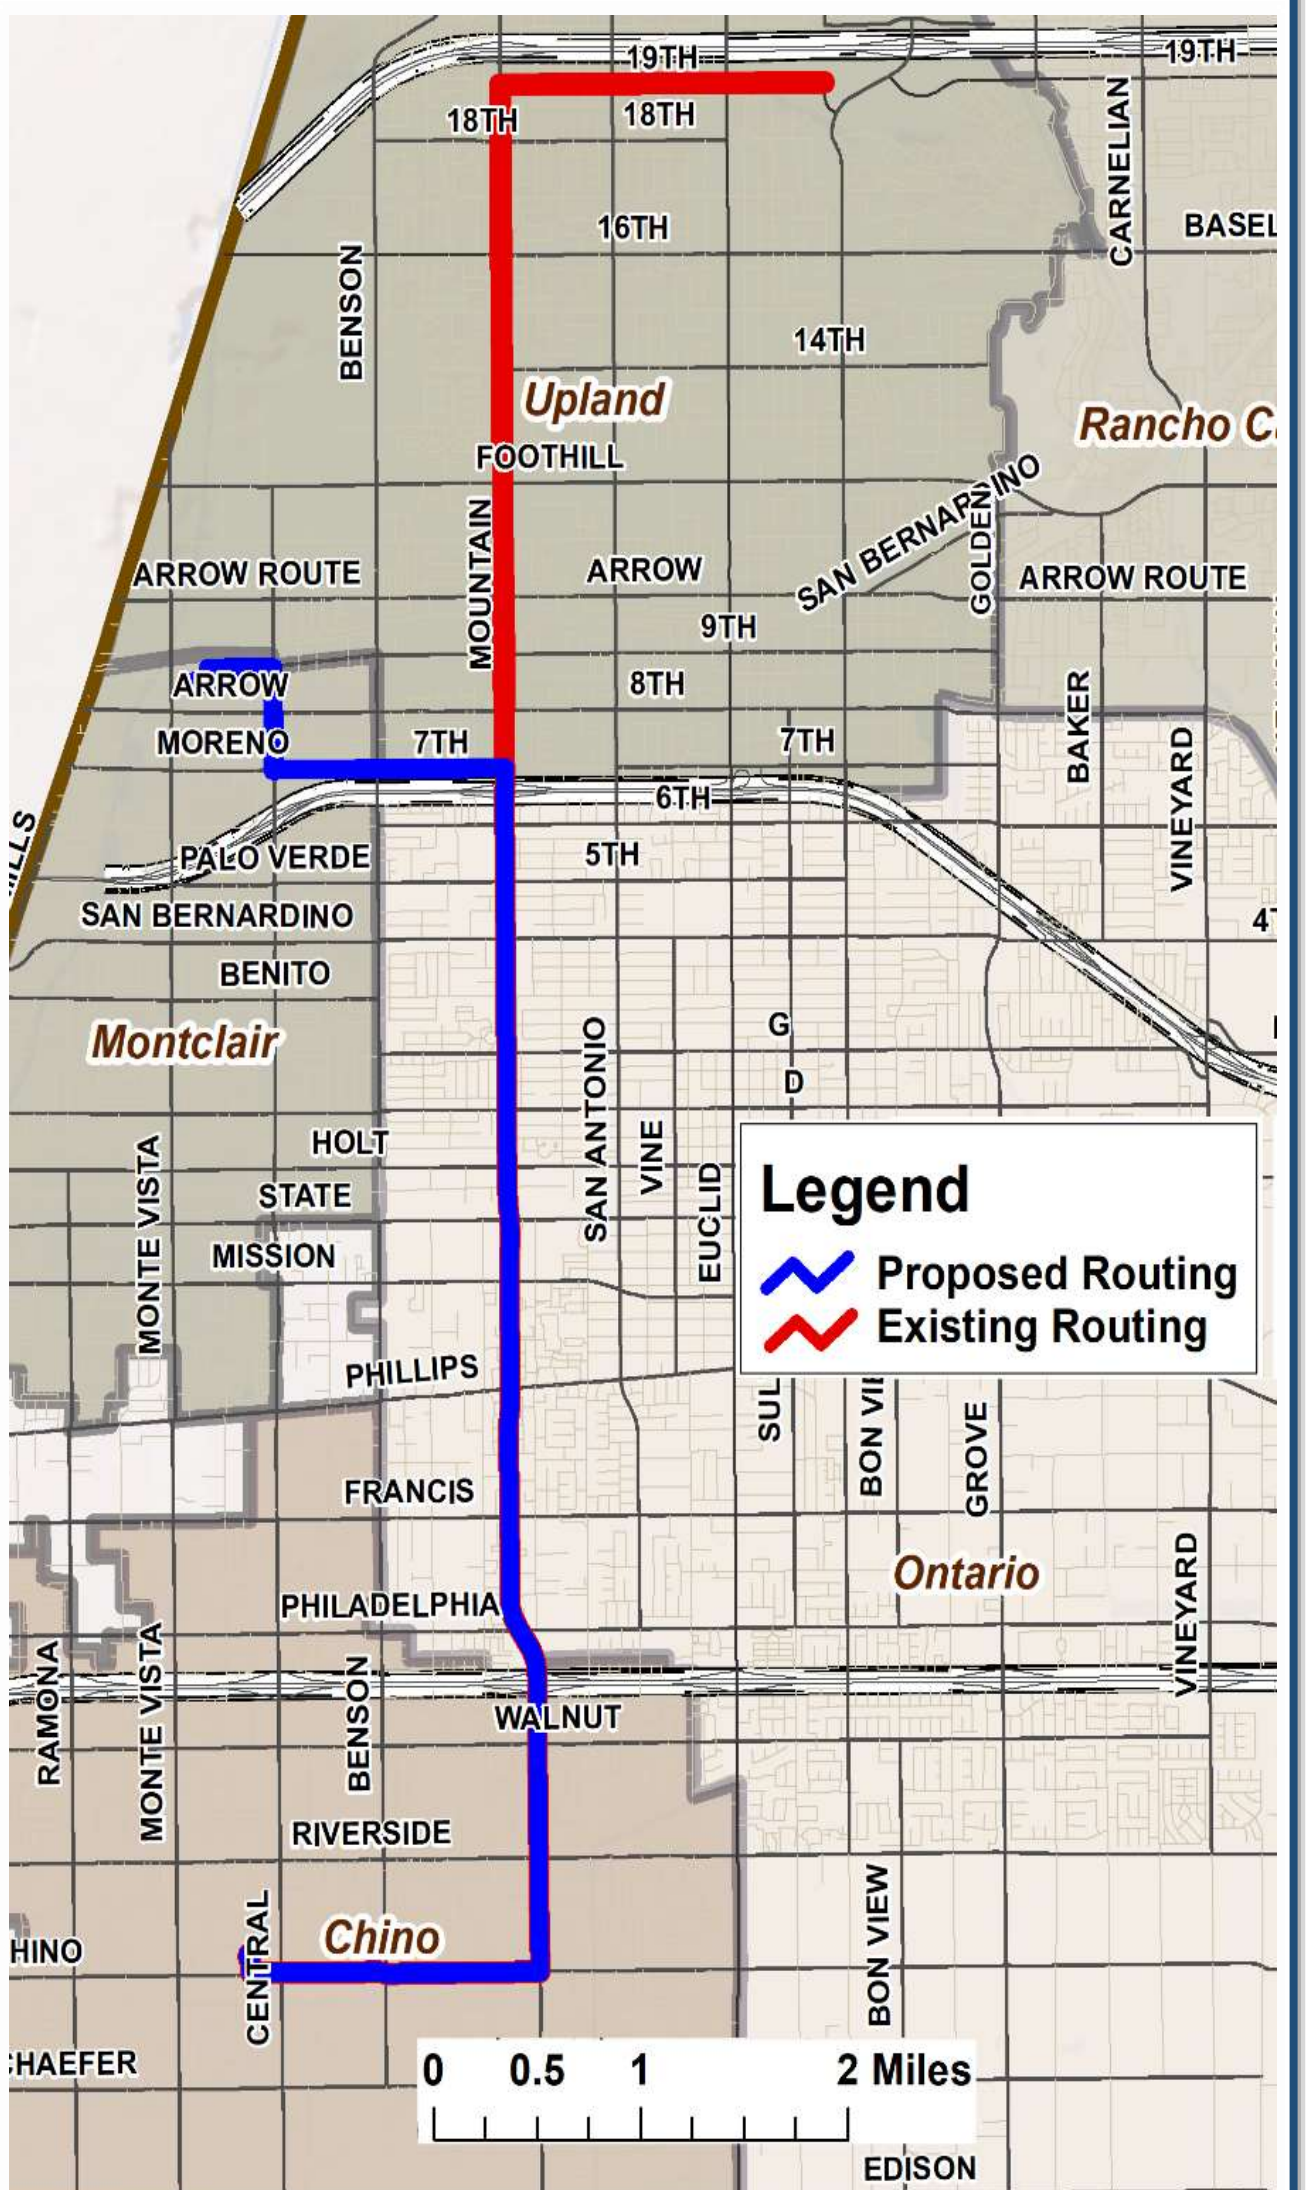 19TH
19TH
18TH
18TH
CARNELIAN
16TH
BASEL
BENSON
14TH
Upland
Rancho C
FOOTHILL
SAN BERNARDINO
GOLDEN
MOUNTAIN
ARROW ROUTE
ARROW
ARROW ROUTE
9TH
ARROW
8TH
BAKER
MORENO
7TH
7TH
VINEYARD
6TH
ILLS
PALO VERDE
5TH
SAN BERNARDINO
4T
BENITO
G
Montclair
SAN ANTONIO
D
HOLT
VINE
MONTE VISTA
STATE
EUCLID
MISSION
Legend
Proposed Routing
Existing Routing
PHILLIPS
SUL
BON VIE
GROVE
FRANCIS
Ontario
PHILADELPHIA
VINEYARD
RAMONA
MONTE VISTA
BENSON
WALNUT
RIVERSIDE
CENTRAL
Chino
BON VIEW
HINO
CHAEFER
0 0.5 1 2 Miles
EDISON